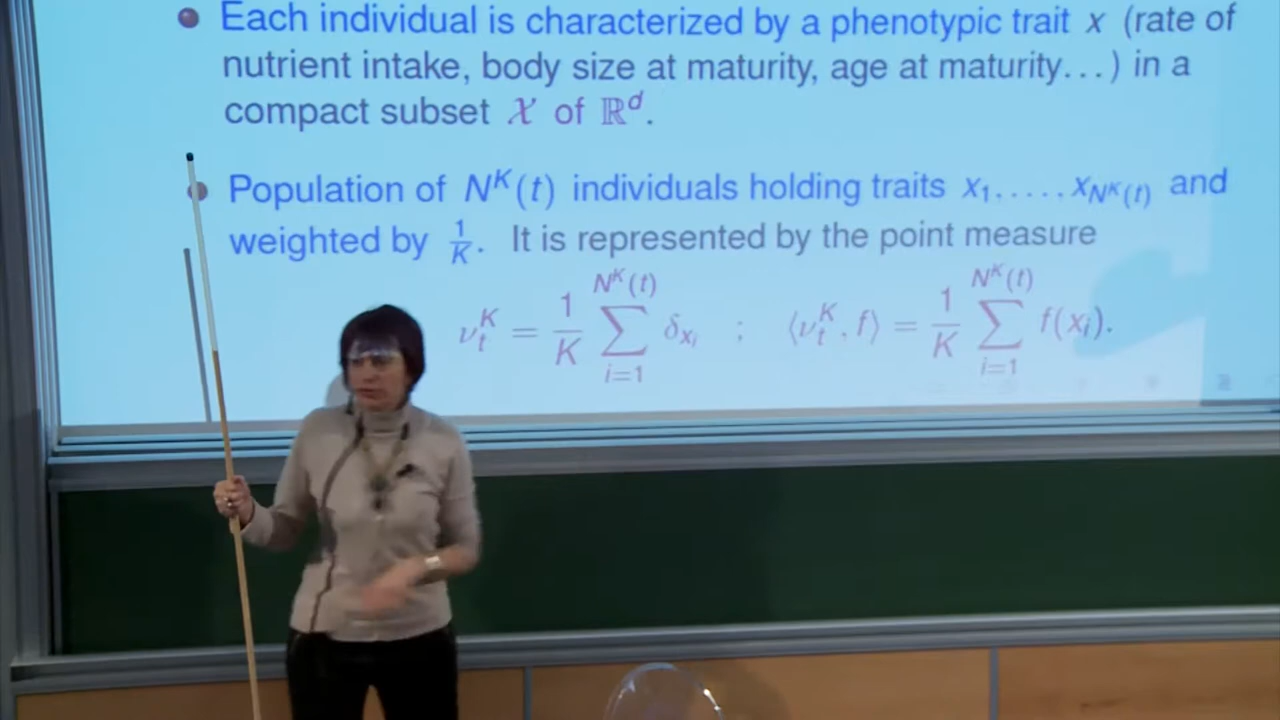 Each individual is characterized by a phenotypic trait x (rate of
nutrient intake, body size at maturity, age at maturity...) in a
compact subset 𝒳 of ℝ^d.
Population of N^K(t) individuals holding traits x_1, ..., x_{N^K(t)} and
weighted by 1/K. It is represented by the point measure
ν_t^K = 1/K ∑_{i=1}^{N^K(t)} δ_{x_i} ; ⟨ν_t^K, f⟩ = 1/K ∑_{i=1}^{N^K(t)} f(x_i).